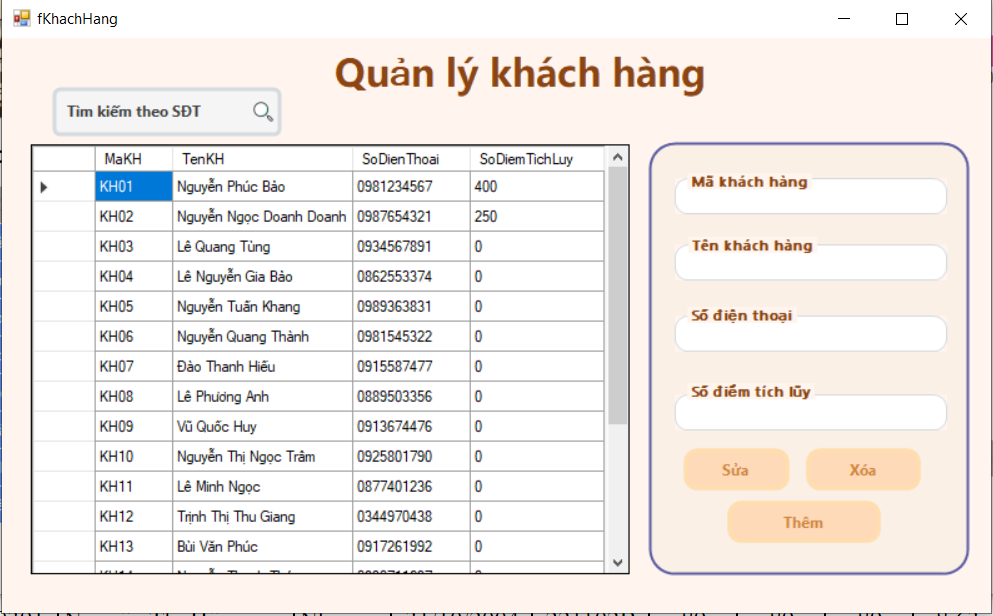 fKhachHang
Quản lý khách hàng
Tìm kiếm theo SĐT
MaKH TenKH SoDienThoai SoDiemTichLuy
KH01 Nguyễn Phúc Bảo 0981234567 400
KH02 Nguyễn Ngọc Doanh Doanh 0987654321 250
KH03 Lê Quang Tùng 0934567891 0
KH04 Lê Nguyễn Gia Bảo 0862553374 0
KH05 Nguyễn Tuấn Khang 0989363831 0
KH06 Nguyễn Quang Thành 0981545322 0
KH07 Đào Thanh Hiếu 0915587477 0
KH08 Lê Phương Anh 0889503356 0
KH09 Vũ Quốc Huy 0913674476 0
KH10 Nguyễn Thị Ngọc Trâm 0925801790 0
KH11 Lê Minh Ngọc 0877401236 0
KH12 Trịnh Thị Thu Giang 0344970438 0
KH13 Bùi Văn Phúc 0917261992 0
Mã khách hàng
Tên khách hàng
Số điện thoại
Số điểm tích lũy
Sửa Xóa
Thêm